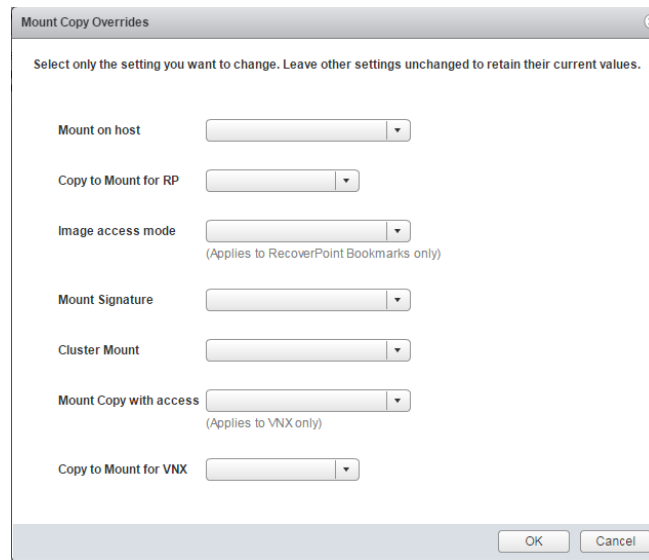 Mount Copy Overrides
Select only the setting you want to change. Leave other settings unchanged to retain their current values.
Mount on host
Copy to Mount for RP
Image access mode
(Applies to RecoverPoint Bookmarks only)
Mount Signature
Cluster Mount
Mount Copy with access
(Applies to VNX only)
Copy to Mount for VNX
OK Cancel